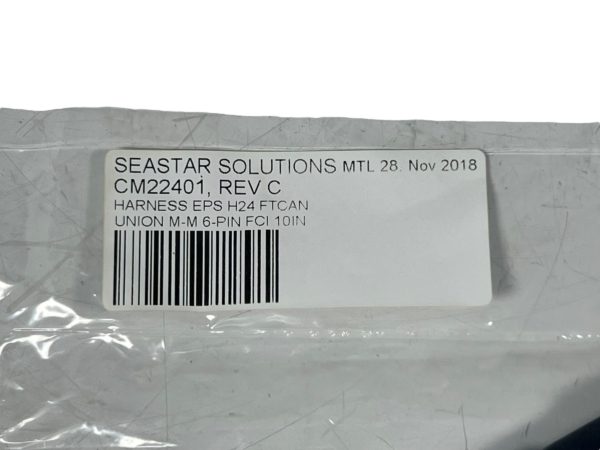 SEASTAR SOLUTIONS MTL 28. Nov 2018
CM22401, REV C
HARNESS EPS H24 FTCAN
UNION M-M 6-PIN FCI 10IN